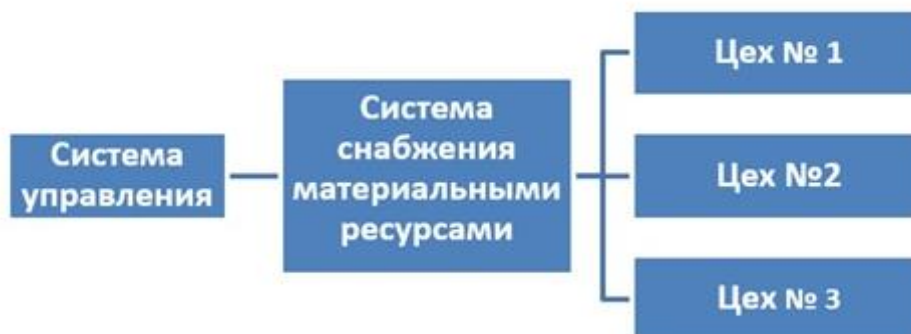 Система
управления
Система
снабжения
материальными
ресурсами
Цех № 1
Цех №2
Цех № 3